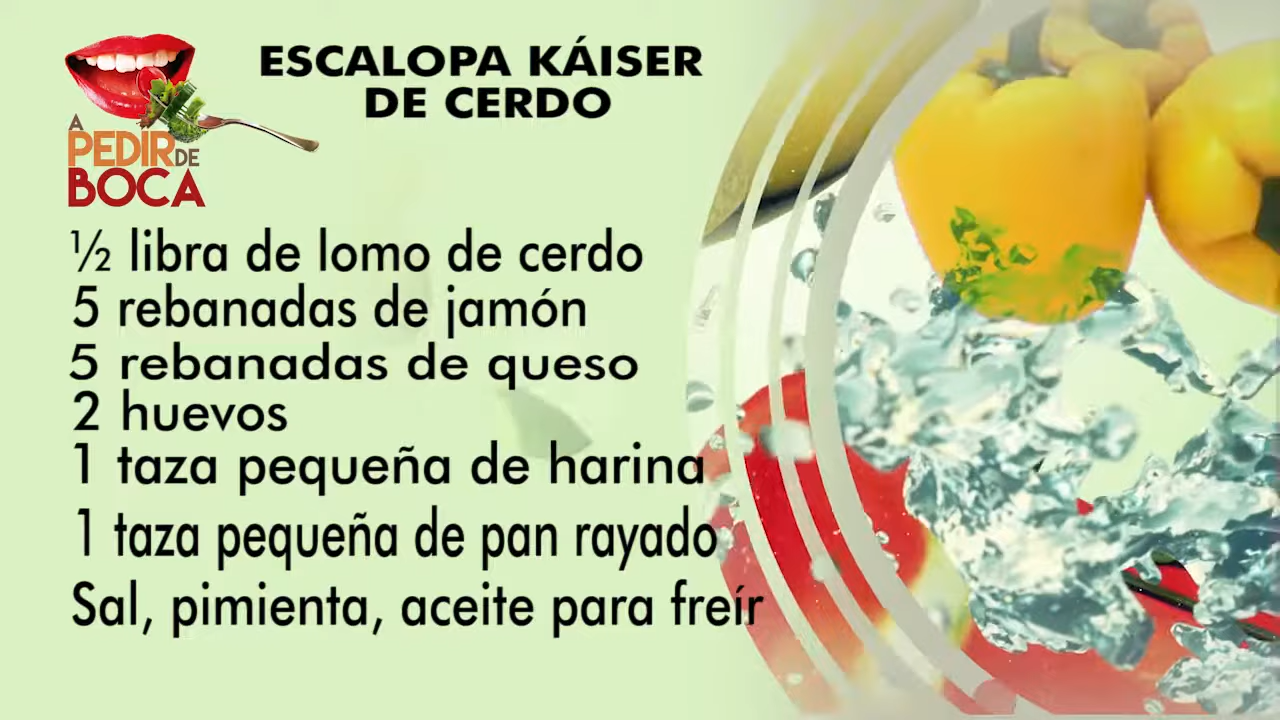 ESCALOPA KÁISER
DE CERDO
A
PEDIR DE
BOCA
½ libra de lomo de cerdo
5 rebanadas de jamón
5 rebanadas de queso
2 huevos
1 taza pequeña de harina
1 taza pequeña de pan rayado
Sal, pimienta, aceite para freír